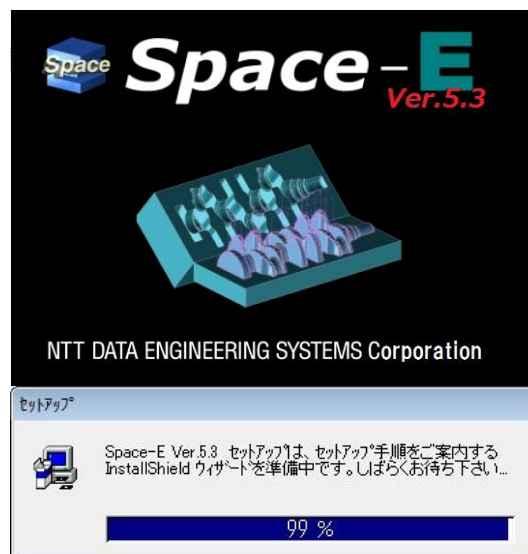 Space
Space-E
Ver.5.3
NTT DATA ENGINEERING SYSTEMS Corporation
ｾｯﾄｱｯﾌﾟ
Space-E Ver.5.3 ｾｯﾄｱｯﾌﾟは、ｾｯﾄｱｯﾌﾟ手順をご案内する
InstallShield ｳｨｻﾞｰﾄﾞを準備中です。しばらくお待ち下さい...
99 %